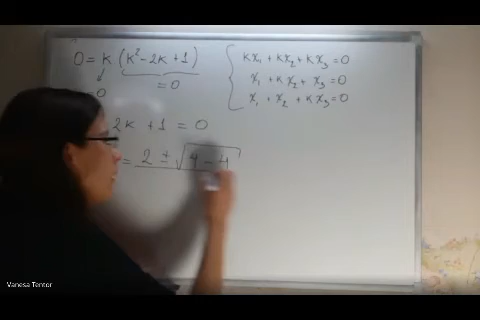 0 = k (k² - 2k + 1)
= 0
= 0
2k + 1 = 0
= 2 ± √4 - 4
kx₁ + kx₂ + kx₃ = 0
x₁ + kx₂ + x₃ = 0
x₁ + x₂ + kx₃ = 0
Vanesa Tentor